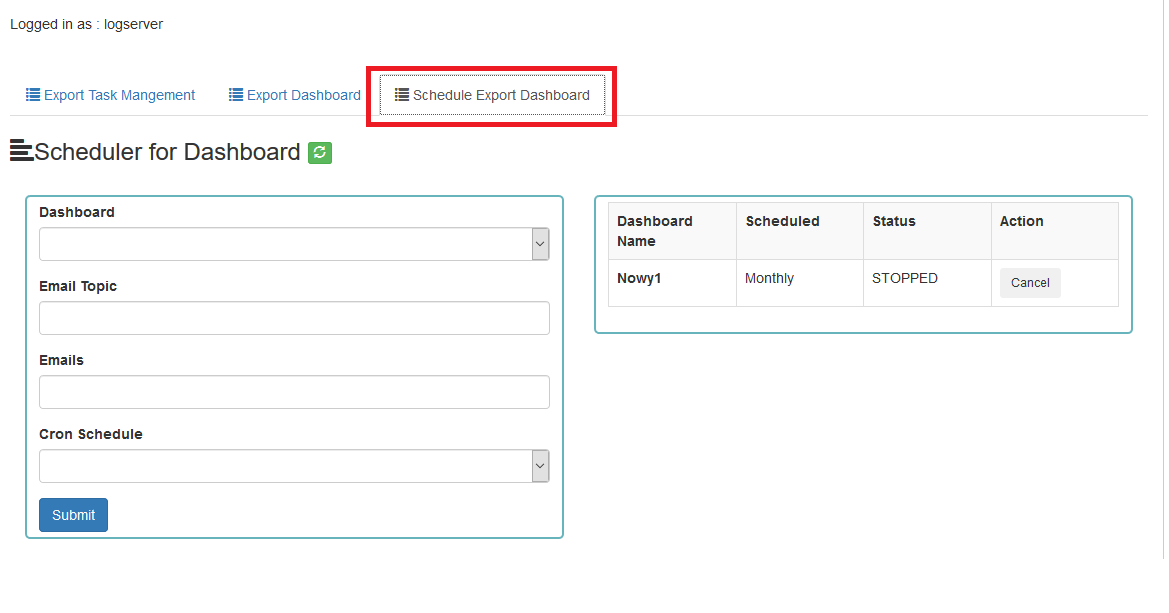 Logged in as : logserver
Export Task Mangement
Export Dashboard
Schedule Export Dashboard
Scheduler for Dashboard
Dashboard
Email Topic
Emails
Cron Schedule
Submit
Dashboard Name
Scheduled
Status
Action
Nowy1
Monthly
STOPPED
Cancel